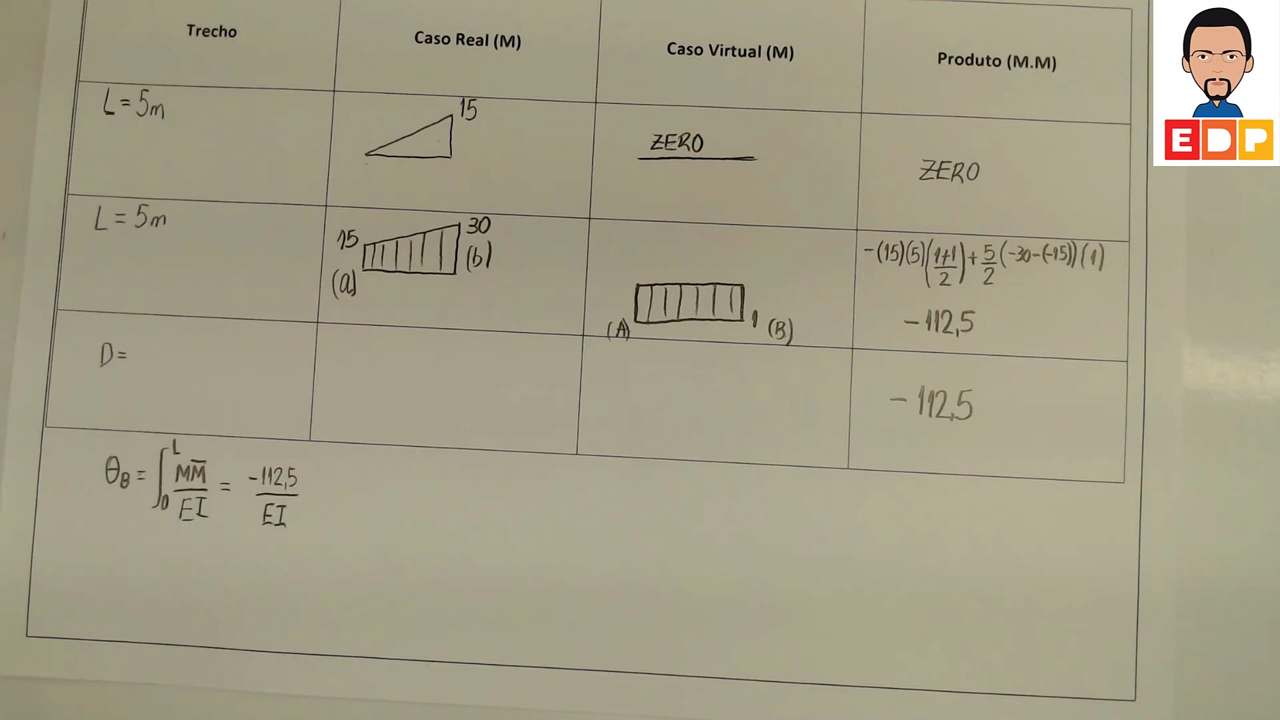 Trecho
Caso Real (M)
Caso Virtual (M)
Produto (M.M)
L = 5m
15
ZERO
ZERO
L = 5m
15
30
(a)
(b)
(A)
1 (B)
-(15)(5)((1+1)/2) + 5/2 (-30-(-15))(1)
-112,5
D=
-112,5
θB = ∫₀ᴸ MM̅/EI = -112,5/EI
EDP